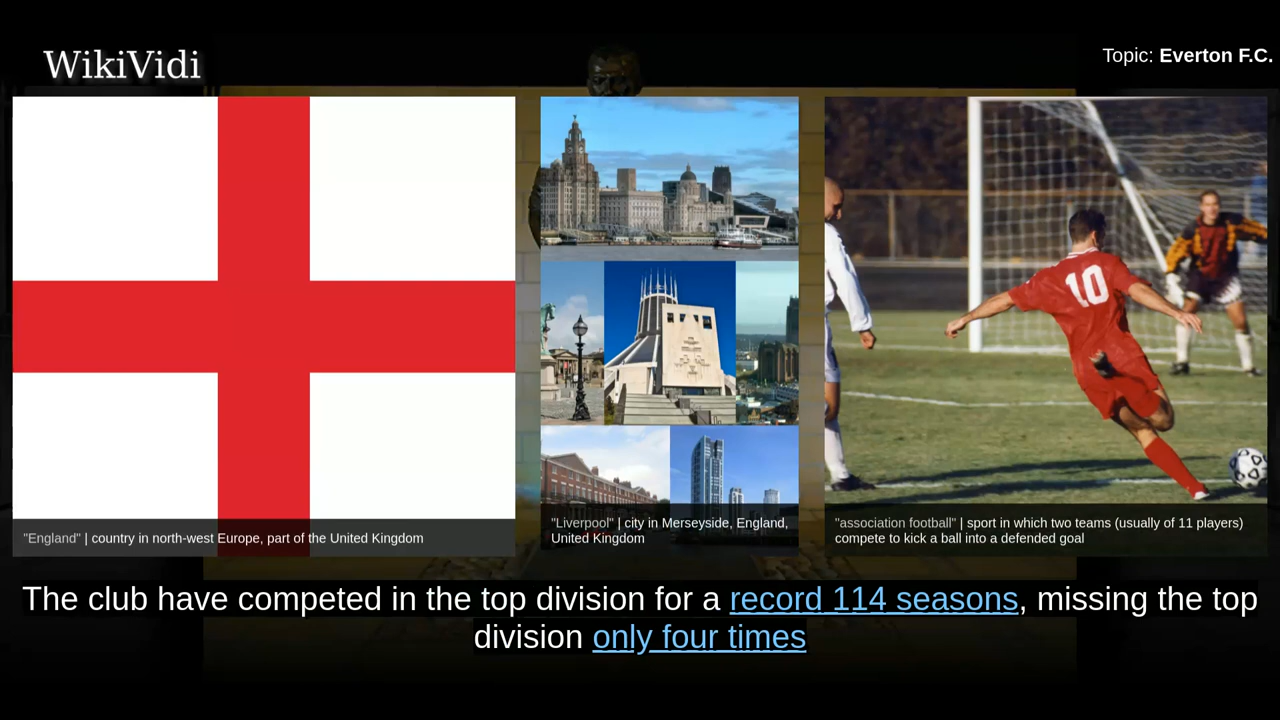 WikiVidi
Topic: Everton F.C.
10
"England" | country in north-west Europe, part of the United Kingdom
"Liverpool" | city in Merseyside, England,
United Kingdom
"association football" | sport in which two teams (usually of 11 players)
compete to kick a ball into a defended goal
The club have competed in the top division for a record 114 seasons, missing the top
division only four times